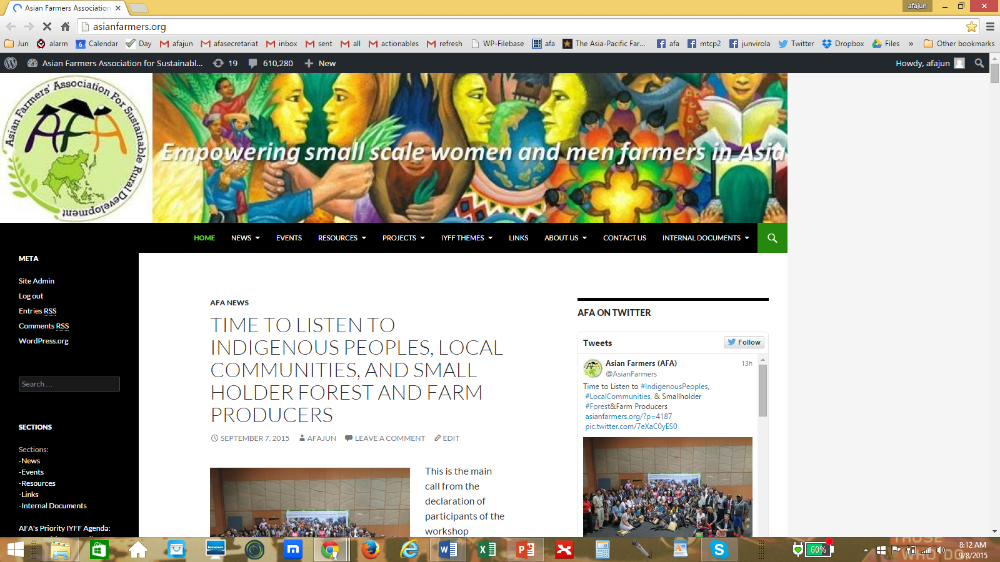 Asian Farmers Association
afajun
asianfarmers.org
Jun
alarm
Calendar
Day
afajun
afasecretariat
inbox
sent
all
actionables
refresh
WP-Filebase
afa
The Asia-Pacific Far...
afa
mtcp2
junvirola
Twitter
Dropbox
Files
»
Other bookmarks
Asian Farmers Association for Sustainabl...
19
610,280
New
Howdy, afajun
Asian Farmers' Association For Sustainable Rural Development
AFA
Empowering small scale women and men farmers in Asia
HOME
NEWS
EVENTS
RESOURCES
PROJECTS
IYFF THEMES
LINKS
ABOUT US
CONTACT US
INTERNAL DOCUMENTS
META
Site Admin
Log out
Entries RSS
Comments RSS
WordPress.org
Search ...
SECTIONS
Sections:
-News
-Events
-Resources
-Links
-Internal Documents
AFA's Priority IYFF Agenda:
AFA NEWS
TIME TO LISTEN TO
INDIGENOUS PEOPLES, LOCAL
COMMUNITIES, AND SMALL
HOLDER FOREST AND FARM
PRODUCERS
SEPTEMBER 7, 2015
AFAJUN
LEAVE A COMMENT
EDIT
This is the main
call from the
declaration of
participants of the
workshop
AFA ON TWITTER
Tweets
Follow
Asian Farmers (AFA)
13h
@AsianFarmers
Time to Listen to #IndigenousPeoples,
#LocalCommunities, & Smallholder
#Forest&Farm Producers
asianfarmers.org/?p=4187
pic.twitter.com/7eXaC0yES0
lenovo
60%
THOSE
WHO DO
8:12 AM
9/8/2015